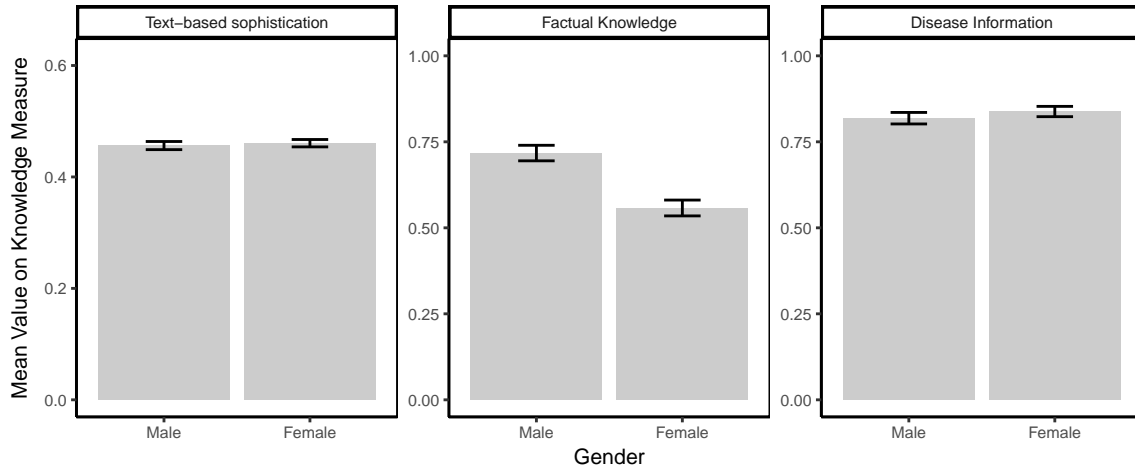 Text−based sophistication
Factual Knowledge
Disease Information
Mean Value on Knowledge Measure
0.6
0.4
0.2
0.0
1.00
0.75
0.50
0.25
0.00
1.00
0.75
0.50
0.25
0.00
Male
Female
Male
Female
Male
Female
Gender